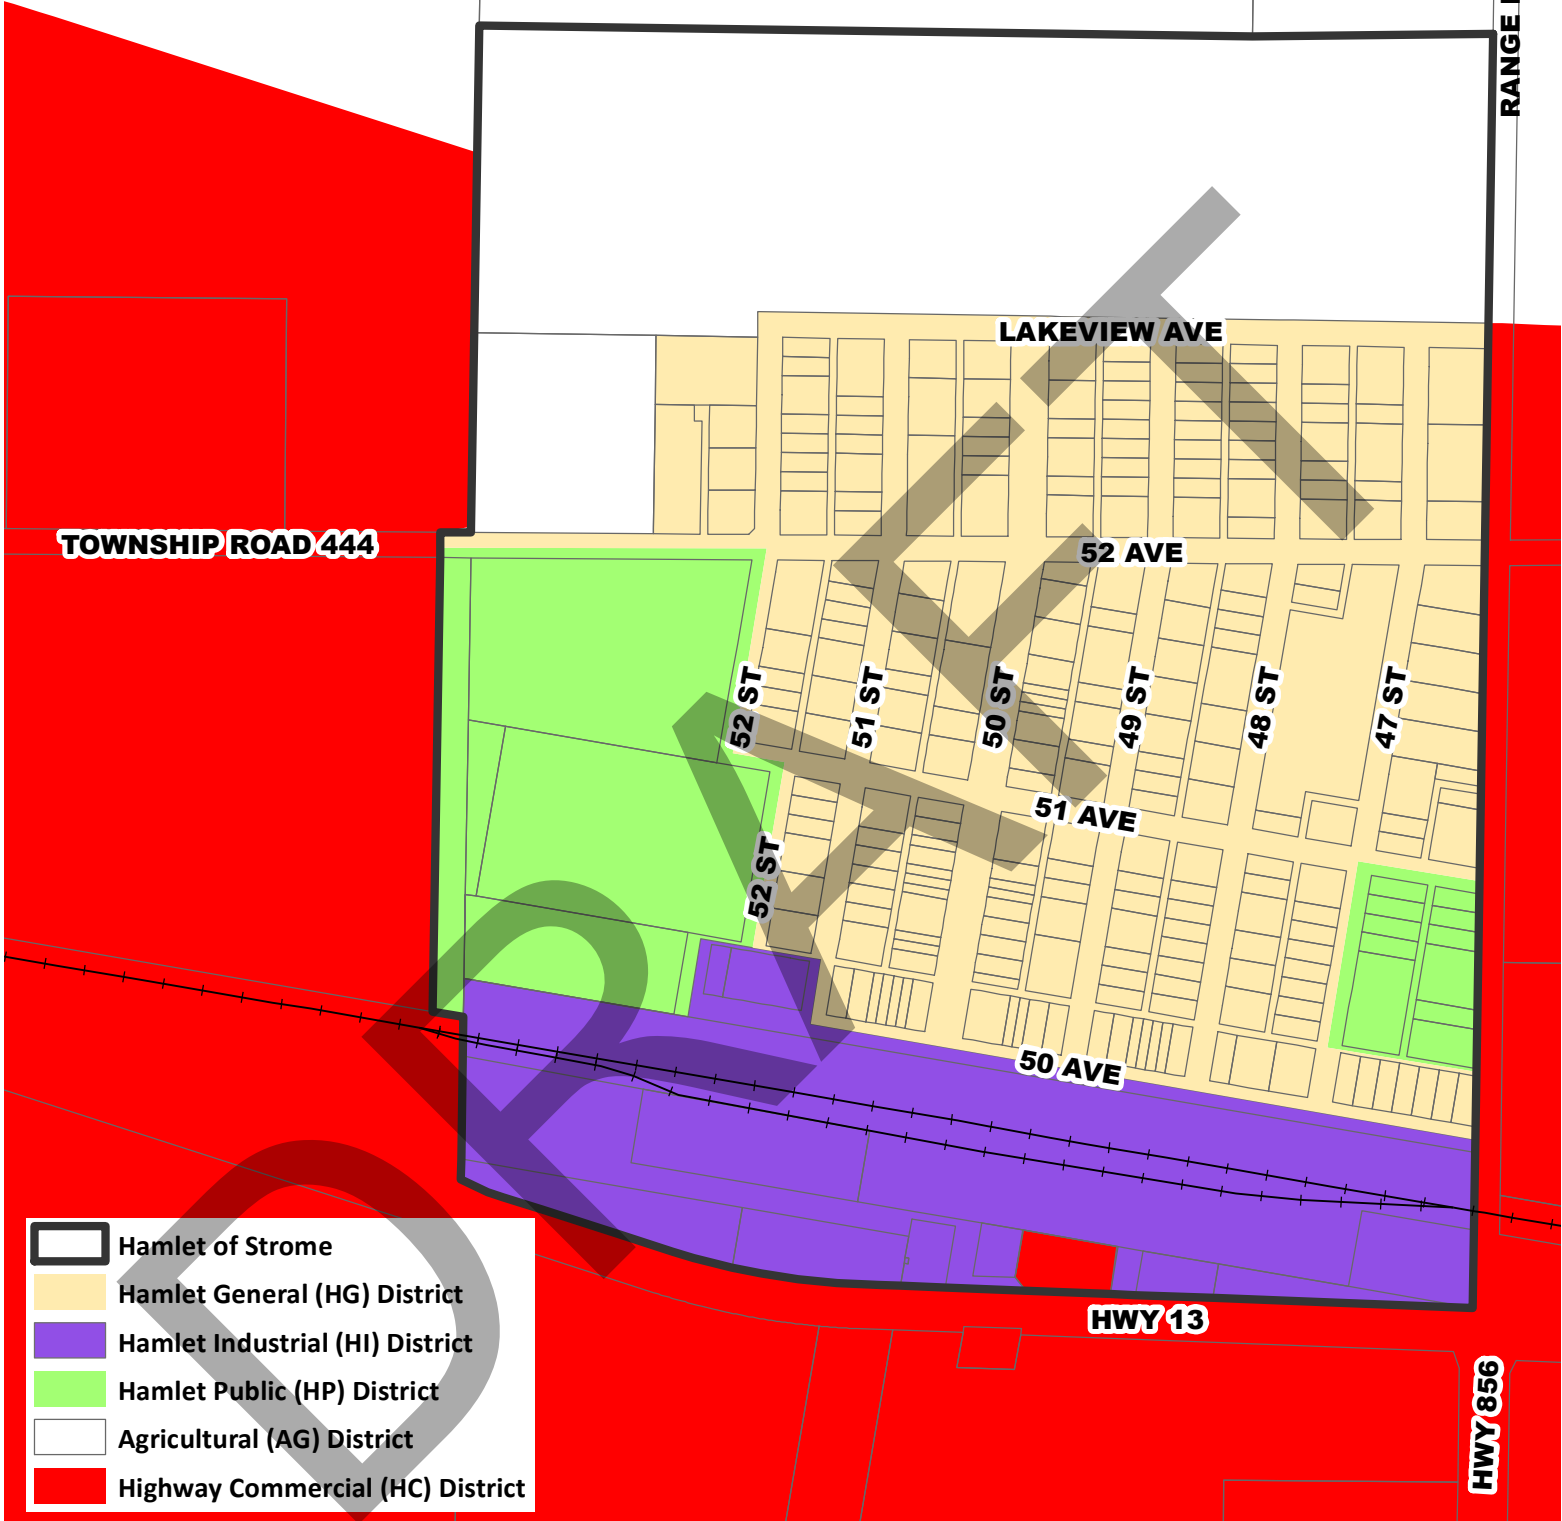 RANGE
LAKEVIEW AVE
TOWNSHIP ROAD 444
52 AVE
52 ST
51 ST
50 ST
49 ST
48 ST
47 ST
51 AVE
52 ST
50 AVE
HWY 13
HWY 856
DRAFT
Hamlet of Strome
Hamlet General (HG) District
Hamlet Industrial (HI) District
Hamlet Public (HP) District
Agricultural (AG) District
Highway Commercial (HC) District